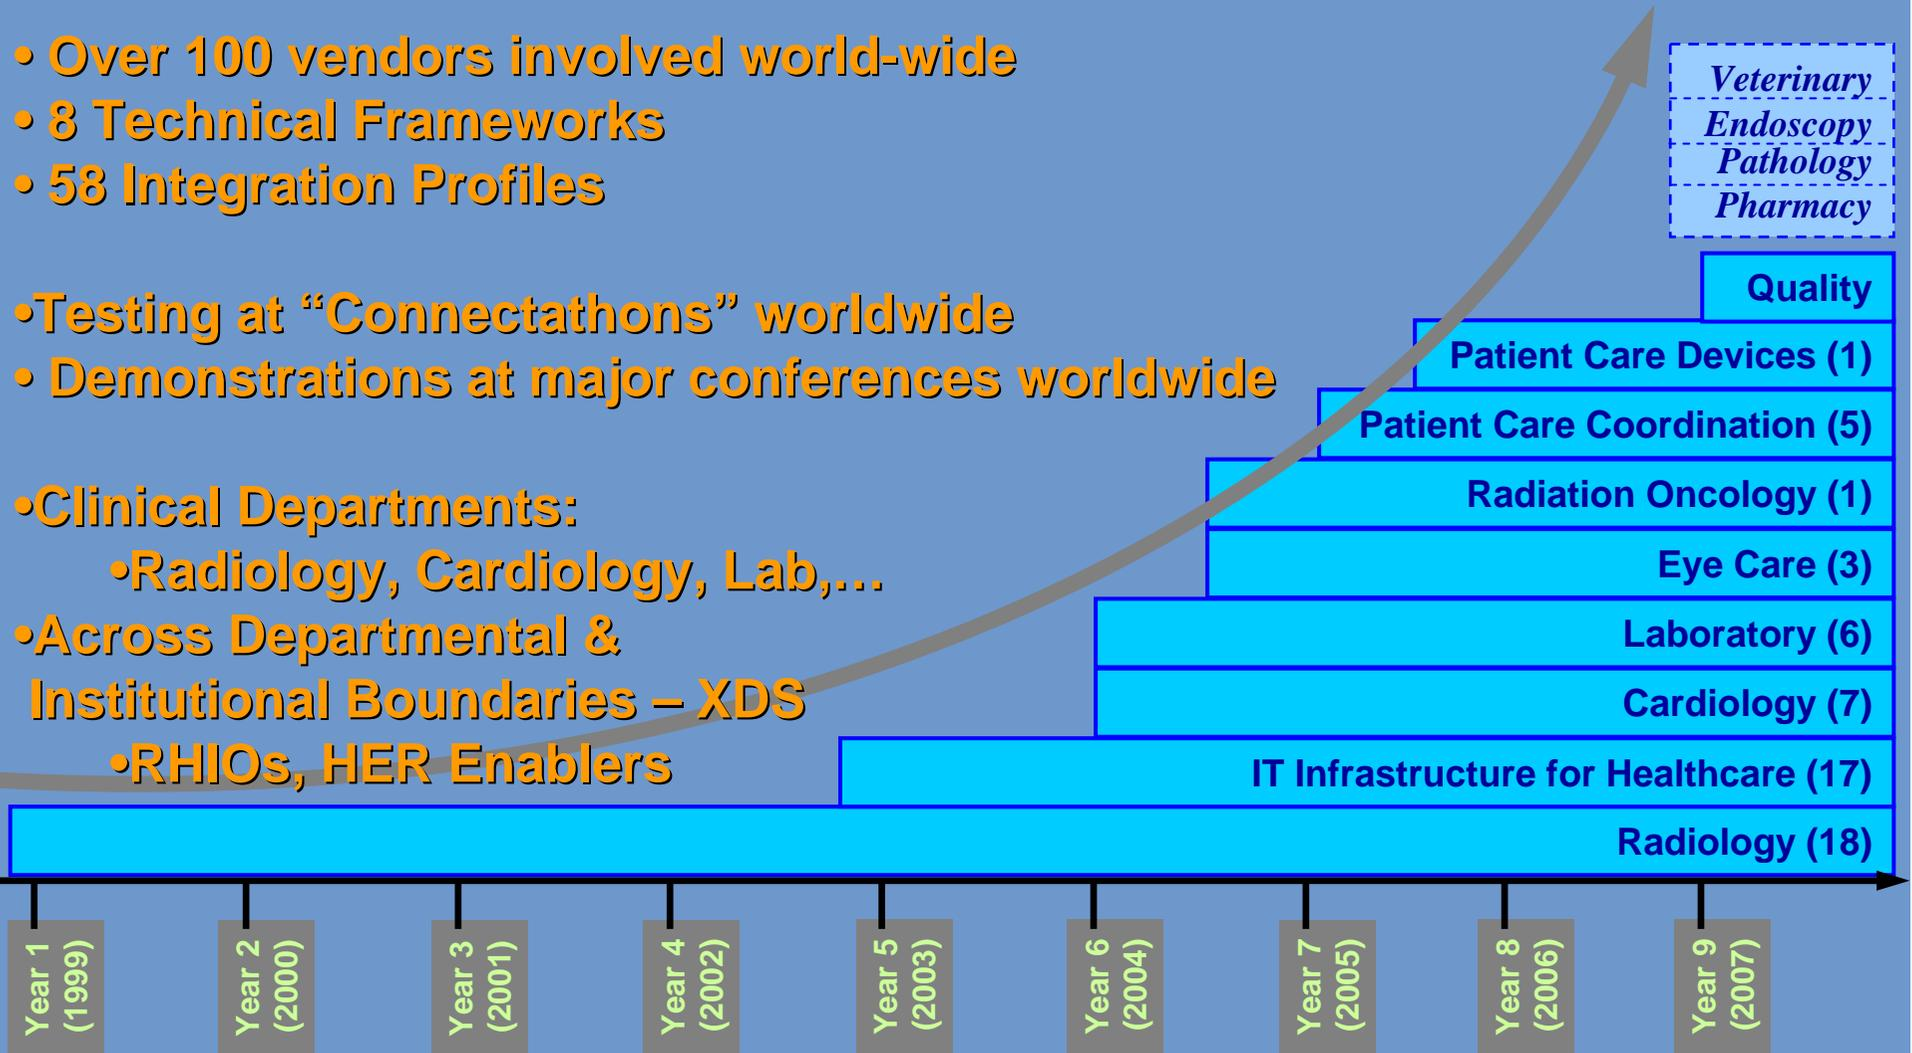 • Over 100 vendors involved world-wide
• 8 Technical Frameworks
• 58 Integration Profiles
•Testing at “Connectathons” worldwide
• Demonstrations at major conferences worldwide
•Clinical Departments:
•Radiology, Cardiology, Lab,…
•Across Departmental &
Institutional Boundaries – XDS
•RHIOs, HER Enablers
Veterinary
Endoscopy
Pathology
Pharmacy
Quality
Patient Care Devices (1)
Patient Care Coordination (5)
Radiation Oncology (1)
Eye Care (3)
Laboratory (6)
Cardiology (7)
IT Infrastructure for Healthcare (17)
Radiology (18)
Year 1
(1999)
Year 2
(2000)
Year 3
(2001)
Year 4
(2002)
Year 5
(2003)
Year 6
(2004)
Year 7
(2005)
Year 8
(2006)
Year 9
(2007)